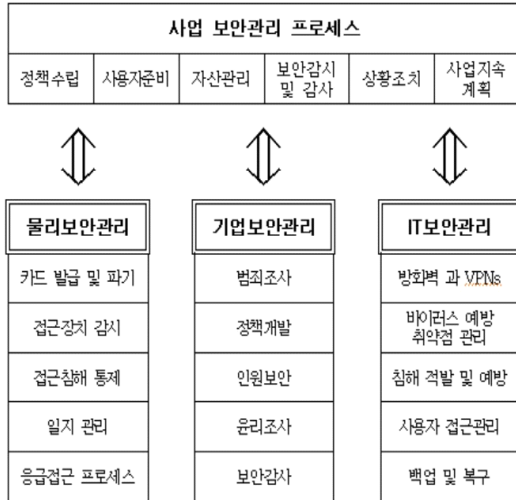 사업 보안관리 프로세스
정책수립 사용자준비 자산관리 보안감시 및 감사 상황조치 사업지속 계획
물리보안관리 기업보안관리 IT보안관리
카드 발급 및 파기 범죄조사 방화벽 과 VPNs
접근장치 감시 정책개발 바이러스 예방 취약점 관리
접근침해 통제 인원보안 침해 적발 및 예방
일지 관리 윤리조사 사용자 접근관리
응급접근 프로세스 보안감사 백업 및 복구